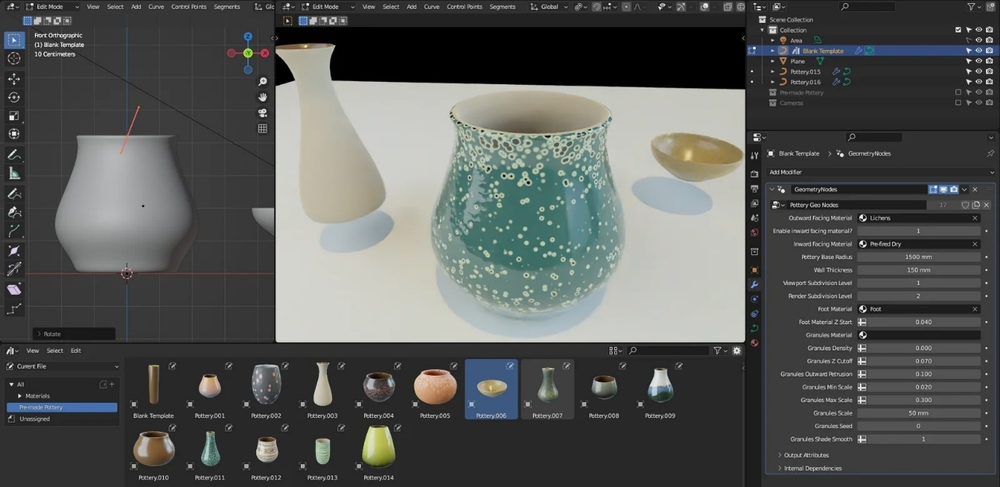 Edit Mode View Select Add Curve Control Points Segments
Front Orthographic
(1) Blank Template
10 Centimeters
Z
Y
X
Rotate
Edit Mode View Select Add Curve Control Points Segments Global
Scene Collection
Collection
Area
Blank Template
Plane
Pottery.015
Pottery.016
Pre-made Pottery
Cameras
Blank Template > GeometryNodes
Add Modifier
GeometryNodes
Pottery Geo Nodes 17
Outward Facing Material Lichens
Enable inward facing material? 1
Inward Facing Material Pre-fired Dry
Pottery Base Radius 1500 mm
Wall Thickness 150 mm
Viewport Subdivision Level 1
Render Subdivision Level 2
Foot Material Foot
Foot Material Z Start 0.040
Granules Material
Granules Density 0.000
Granules Z Cutoff 0.070
Granules Outward Petrusion 0.100
Granules Min Scale 0.020
Granules Max Scale 0.300
Granules Scale 50 mm
Granules Seed 0
Granules Shade Smooth 1
Output Attributes
Internal Dependencies
View Select Edit
Current File
All
Materials
Pre-made Pottery
Unassigned
Blank Template Pottery.001 Pottery.002 Pottery.003 Pottery.004 Pottery.005 Pottery.006 Pottery.007 Pottery.008 Pottery.009
Pottery.010 Pottery.011 Pottery.012 Pottery.013 Pottery.014